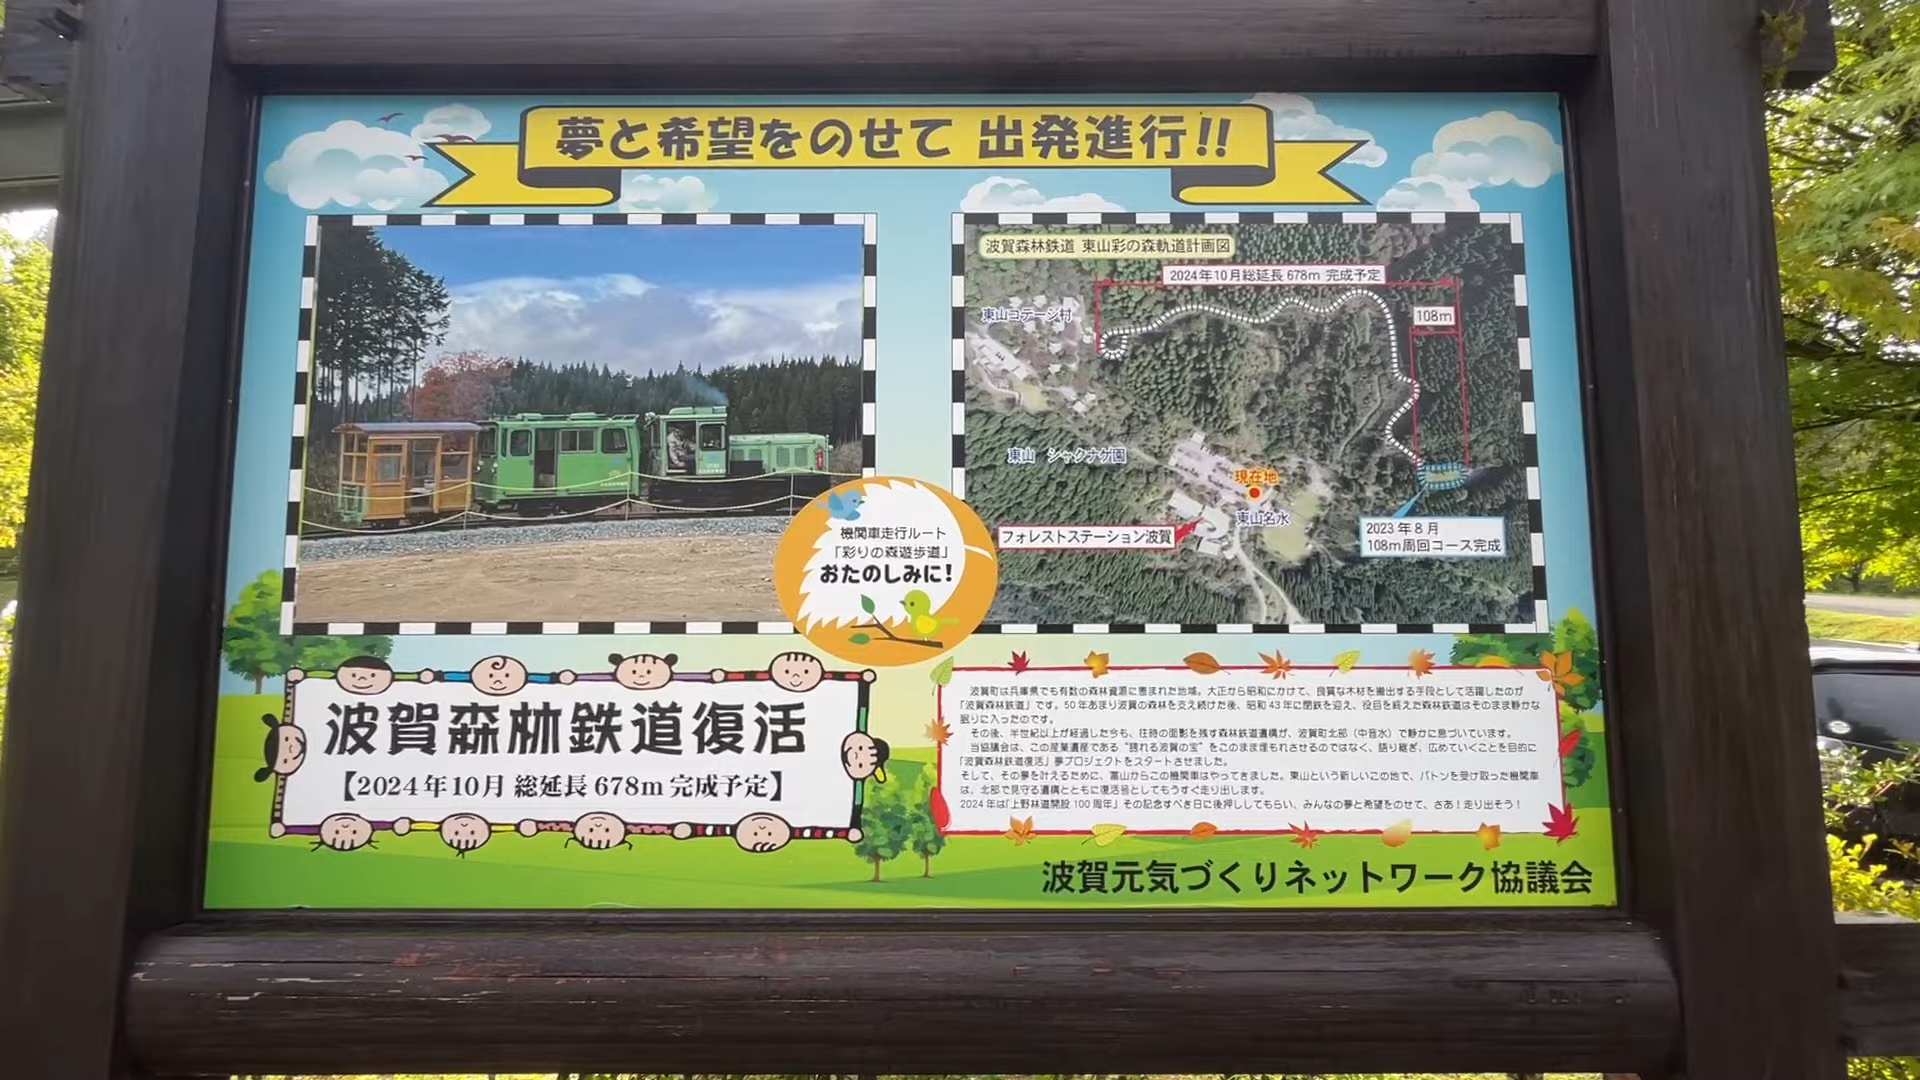 夢と希望をのせて 出発進行!!
波賀森林鉄道 東山彩の森軌道計画図
2024年10月総延長678m 完成予定
108m
東山コテージ村
東山 シャクナゲ園
現在地
東山名水
フォレストステーション波賀
2023年8月
108m周回コース完成
機関車走行ルート
「彩りの森遊歩道」
おたのしみに!
波賀森林鉄道復活
【2024年10月 総延長678m完成予定】
波賀町は兵庫県でも有数の森林資源に恵まれた地域。大正から昭和にかけて、良質な木材を搬出する手段として活躍したのが
「波賀森林鉄道」です。50年あまり波賀の森林を支え続けた後、昭和43年に閉鉄を迎え、役目を終えた森林鉄道はそのまま静かな
眠りに入ったのです。
その後、半世紀以上が経過した今も、往時の面影を残す森林鉄道遺構が、波賀町北部（中音水）で静かに息づいています。
当協議会は、この産業遺産である“誇れる波賀の宝”をこのまま埋もれさせるのではなく、語り継ぎ、広めていくことを目的に
「波賀森林鉄道復活」夢プロジェクトをスタートさせました。
そして、その夢を叶えるために、富山からこの機関車はやってきました。東山という新しいこの地で、バトンを受け取った機関車
は、北部で見守る遺構とともに復活号としてもうすぐ走り出します。
2024年は「上野林道開設100周年」その記念すべき日に後押ししてもらい、みんなの夢と希望をのせて、さあ！走り出そう！
波賀元気づくりネットワーク協議会